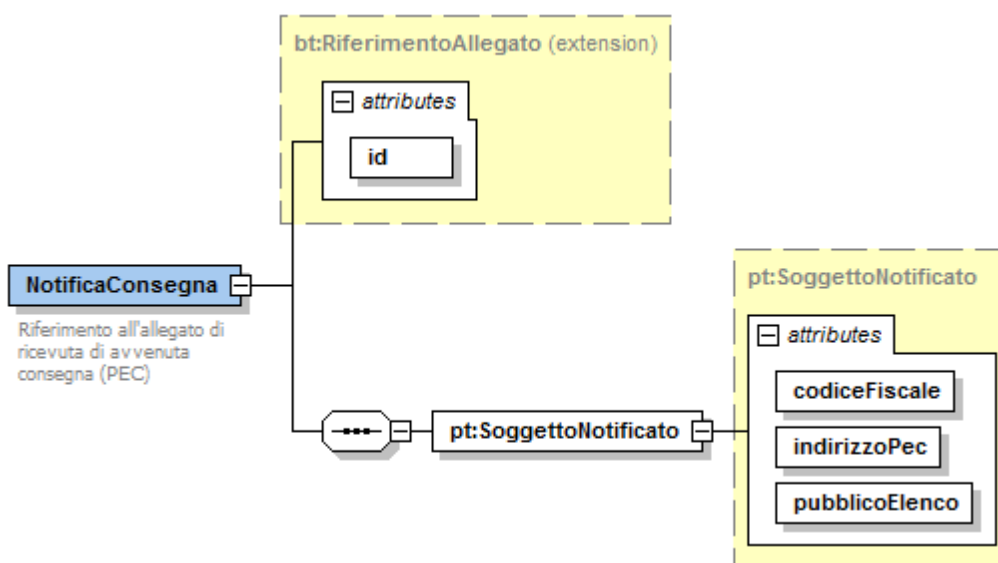 bt:RiferimentoAllegato (extension)
attributes
id
NotificaConsegna
Riferimento all'allegato di
ricevuta di avvenuta
consegna (PEC)
pt:SoggettoNotificato
pt:SoggettoNotificato
attributes
codiceFiscale
indirizzoPec
pubblicoElenco